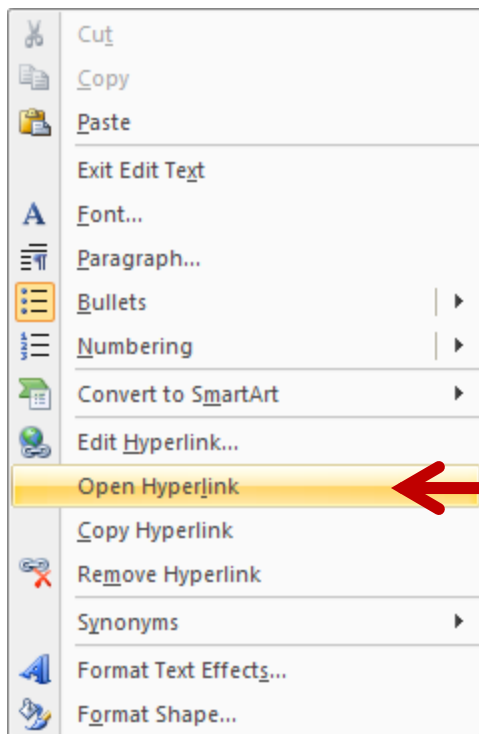 Cut
Copy
Paste
Exit Edit Text
Font...
Paragraph...
Bullets
Numbering
Convert to SmartArt
Edit Hyperlink...
Open Hyperlink
Copy Hyperlink
Remove Hyperlink
Synonyms
Format Text Effects...
Format Shape...